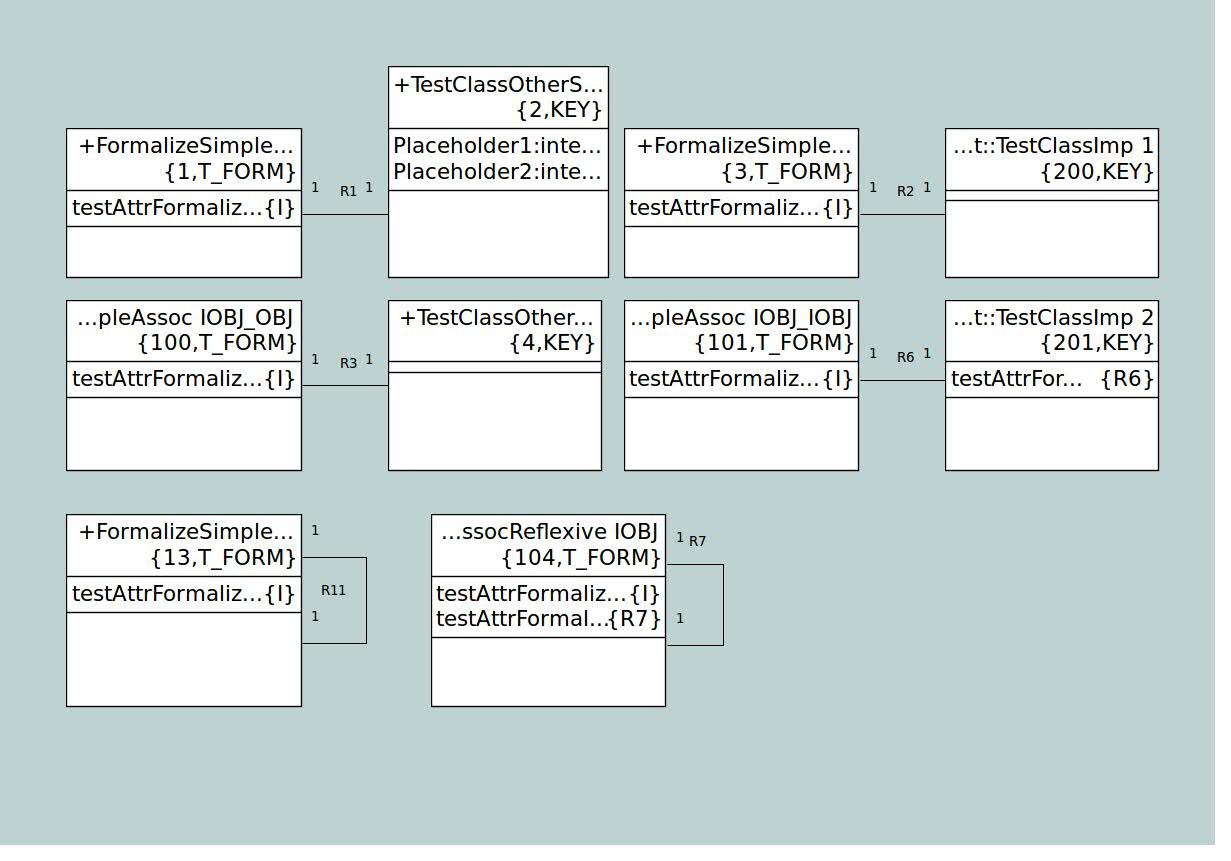 +TestClassOtherS...
{2,KEY}
Placeholder1:inte...
Placeholder2:inte...
+FormalizeSimple...
{1,T_FORM}
testAttrFormaliz...{I}
1 R1 1
+FormalizeSimple...
{3,T_FORM}
testAttrFormaliz...{I}
1 R2 1
...t::TestClassImp 1
{200,KEY}
...pleAssoc IOBJ_OBJ
{100,T_FORM}
testAttrFormaliz...{I}
1 R3 1
+TestClassOther...
{4,KEY}
...pleAssoc IOBJ_IOBJ
{101,T_FORM}
testAttrFormaliz...{I}
1 R6 1
...t::TestClassImp 2
{201,KEY}
testAttrFor... {R6}
+FormalizeSimple...
{13,T_FORM}
testAttrFormaliz...{I}
1
R11
1
...ssocReflexive IOBJ
{104,T_FORM}
testAttrFormaliz...{I}
testAttrFormal...{R7}
1 R7
1